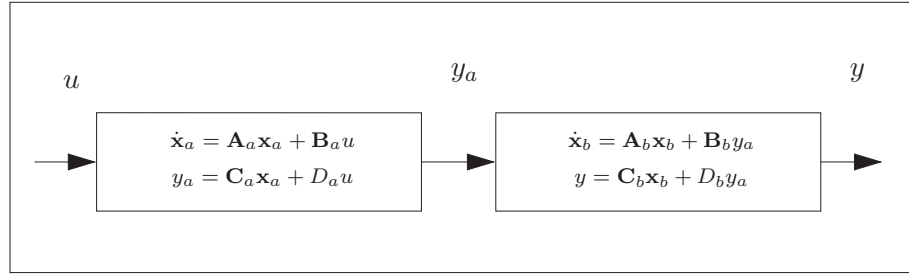 u
y_a
y
ẋ_a = A_a x_a + B_a u
y_a = C_a x_a + D_a u
ẋ_b = A_b x_b + B_b y_a
y = C_b x_b + D_b y_a